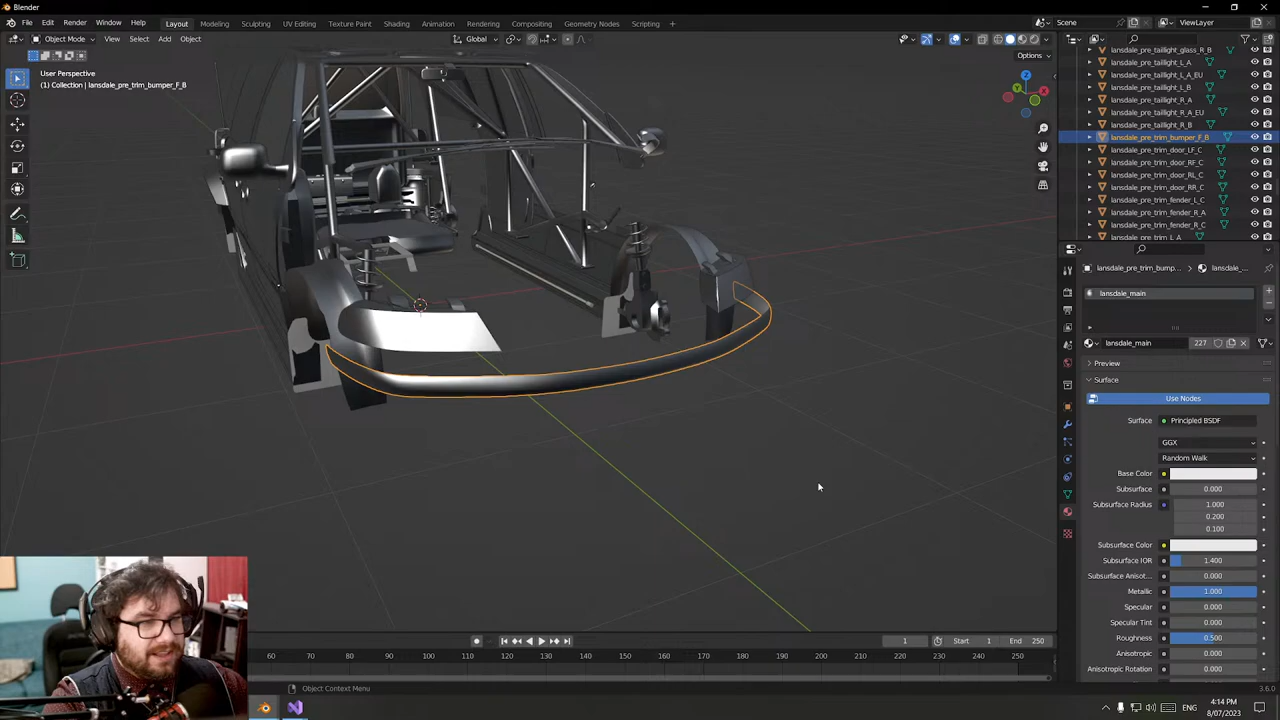 Blender
File Edit Render Window Help Layout Modeling Sculpting UV Editing Texture Paint Shading Animation Rendering Compositing Geometry Nodes Scripting + Scene ViewLayer
Object Mode View Select Add Object Global Options
User Perspective
(1) Collection | lansdale_pre_trim_bumper_F_B
Z
Y
X
lansdale_pre_taillight_glass_R_B
lansdale_pre_taillight_L_A
lansdale_pre_taillight_L_A_EU
lansdale_pre_taillight_L_B
lansdale_pre_taillight_R_A
lansdale_pre_taillight_R_A_EU
lansdale_pre_taillight_R_B
lansdale_pre_trim_bumper_F_B
lansdale_pre_trim_door_LF_C
lansdale_pre_trim_door_RF_C
lansdale_pre_trim_door_RL_C
lansdale_pre_trim_door_RR_C
lansdale_pre_trim_fender_L_C
lansdale_pre_trim_fender_R_A
lansdale_pre_trim_fender_R_C
lansdale_pre_trim_L_A
lansdale_pre_trim_bump... lansdale_...
lansdale_main
lansdale_main 227
Preview
Surface
Use Nodes
Surface Principled BSDF
GGX
Random Walk
Base Color
Subsurface 0.000
Subsurface Radius 1.000
0.200
0.100
Subsurface Color
Subsurface IOR 1.400
Subsurface Anisot... 0.000
Metallic 1.000
Specular 0.000
Specular Tint 0.000
Roughness 0.500
Anisotropic 0.000
Anisotropic Rotation 0.000
1 Start 1 End 250
60 70 80 90 100 110 120 130 140 150 160 170 180 190 200 210 220 230 240 250
Object Context Menu 3.6.0
ENG 4:14 PM
8/07/2023